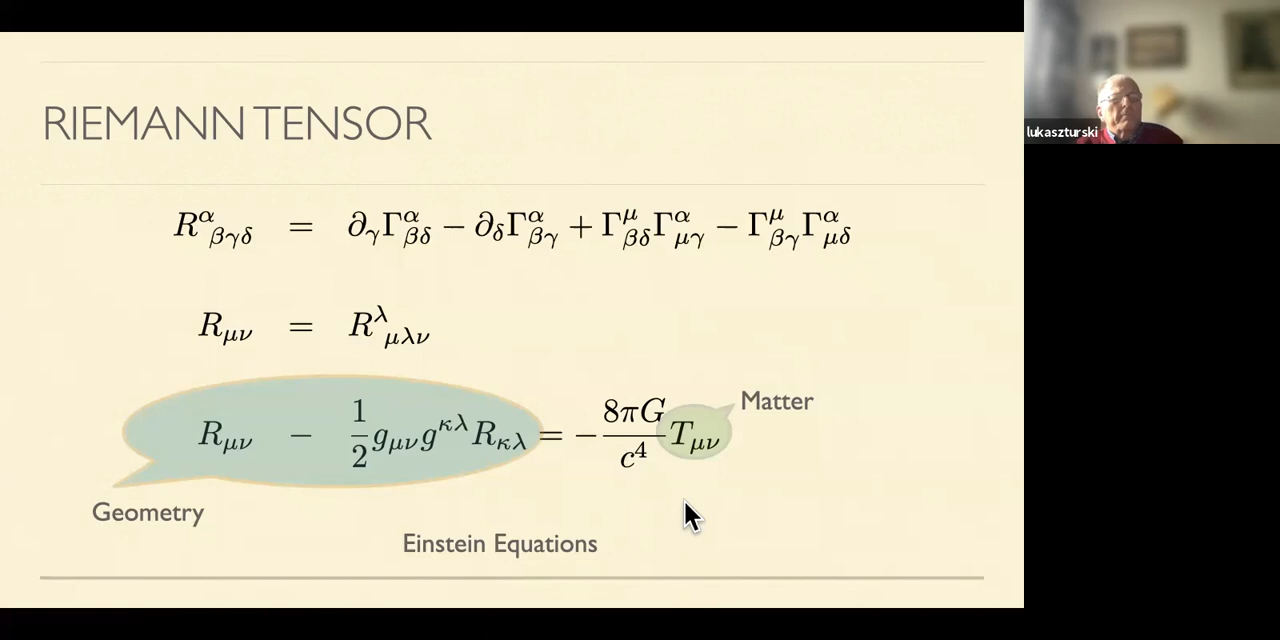 RIEMANN TENSOR
R^α_{βγδ} = ∂_γΓ^α_{βδ} − ∂_δΓ^α_{βγ} + Γ^μ_{βδ}Γ^α_{μγ} − Γ^μ_{βγ}Γ^α_{μδ}
R_{μν} = R^λ_{μλν}
R_{μν} − \frac{1}{2}g_{μν}g^{κλ}R_{κλ} = −\frac{8πG}{c^4}T_{μν}
Matter
Geometry
Einstein Equations
lukaszturski